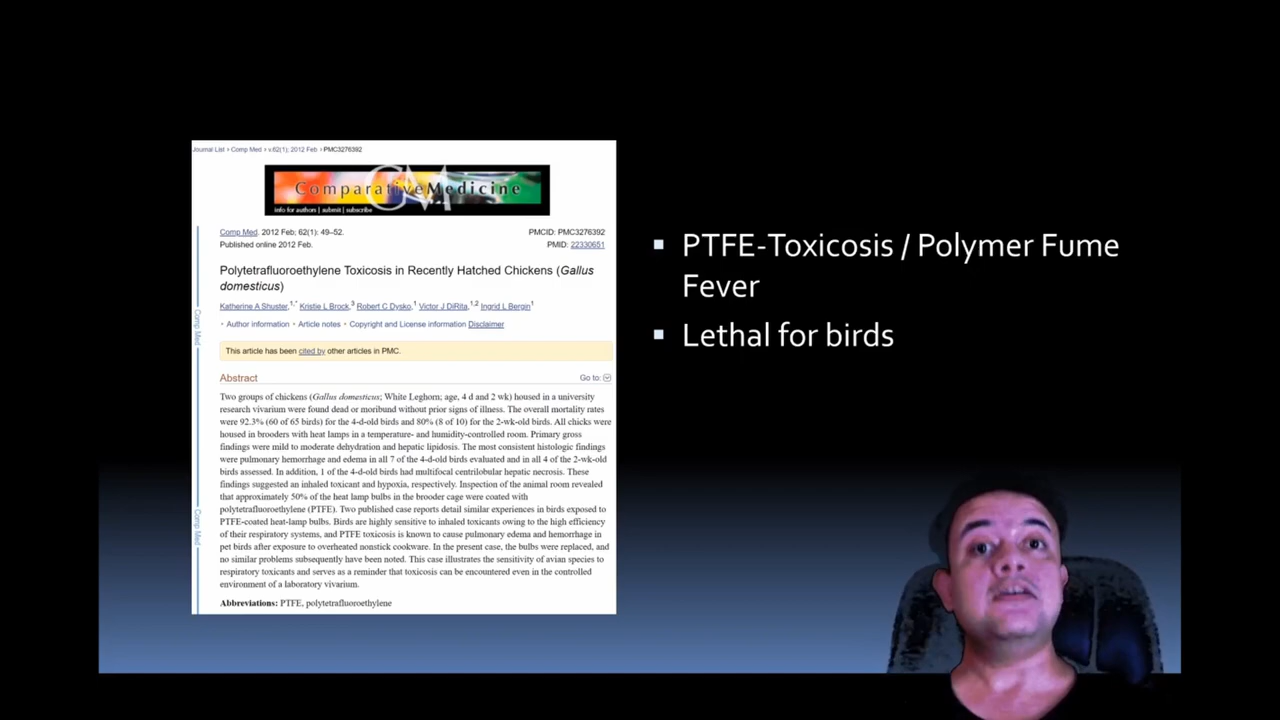 Journal List > Comp Med > v.62(1); 2012 Feb > PMC3276392
ComparativeMedicine
CM
info for authors | submit | subscribe
Comp Med. 2012 Feb; 62(1): 49–52.
PMCID: PMC3276392
Published online 2012 Feb.
PMID: 22330651
Polytetrafluoroethylene Toxicosis in Recently Hatched Chickens (Gallus
domesticus)
Katherine A Shuster,1,* Kristie L Brock,3 Robert C Dysko,1 Victor J DiRita,1,2 Ingrid L Bergin1
Author information Article notes Copyright and License information Disclaimer
This article has been cited by other articles in PMC.
Abstract
Go to:
Two groups of chickens (Gallus domesticus; White Leghorn; age, 4 d and 2 wk) housed in a university
research vivarium were found dead or moribund without prior signs of illness. The overall mortality rates
were 92.3% (60 of 65 birds) for the 4-d-old birds and 80% (8 of 10) for the 2-wk-old birds. All chicks were
housed in brooders with heat lamps in a temperature- and humidity-controlled room. Primary gross
findings were mild to moderate dehydration and hepatic lipidosis. The most consistent histologic findings
were pulmonary hemorrhage and edema in all 7 of the 4-d-old birds evaluated and in all 4 of the 2-wk-old
birds assessed. In addition, 1 of the 4-d-old birds had multifocal centrilobular hepatic necrosis. These
findings suggested an inhaled toxicant and hypoxia, respectively. Inspection of the animal room revealed
that approximately 50% of the heat lamp bulbs in the brooder cage were coated with
polytetrafluoroethylene (PTFE). Two published case reports detail similar experiences in birds exposed to
PTFE-coated heat-lamp bulbs. Birds are highly sensitive to inhaled toxicants owing to the high efficiency
of their respiratory systems, and PTFE toxicosis is known to cause pulmonary edema and hemorrhage in
pet birds after exposure to overheated nonstick cookware. In the present case, the bulbs were replaced, and
no similar problems subsequently have been noted. This case illustrates the sensitivity of avian species to
respiratory toxicants and serves as a reminder that toxicosis can be encountered even in the controlled
environment of a laboratory vivarium.
Abbreviations: PTFE, polytetrafluoroethylene
Comp Med
Comp Med
PTFE-Toxicosis / Polymer Fume
Fever
Lethal for birds